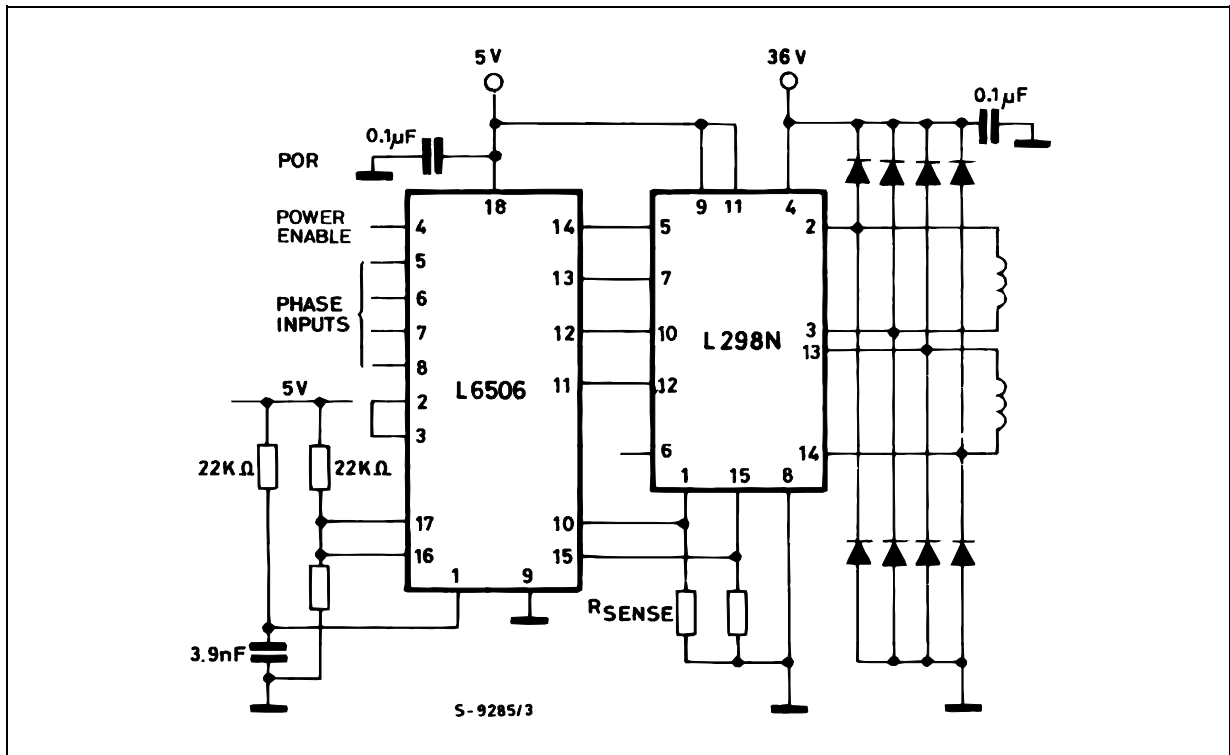 5V
36V
0.1µF
0.1µF
POR
18
9
11
4
POWER
ENABLE
4
14
5
2
5
PHASE
INPUTS
6
7
8
13
7
12
10
3
L298N
13
L6506
11
12
5V
2
3
6
14
22KΩ
22KΩ
1
15
8
17
10
16
15
1
9
RSENSE
3.9nF
S-9285/3